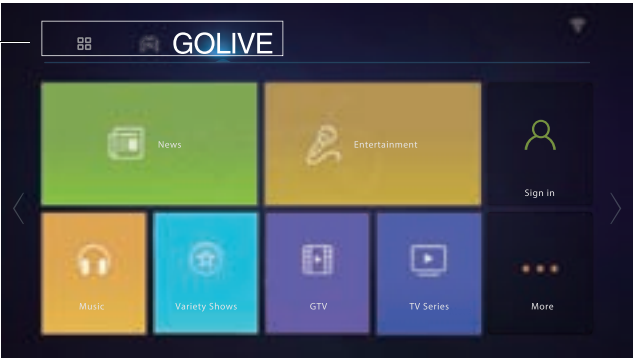 GOLIVE
News
Entertainment
Sign in
Music
Variety Shows
GTV
TV Series
More